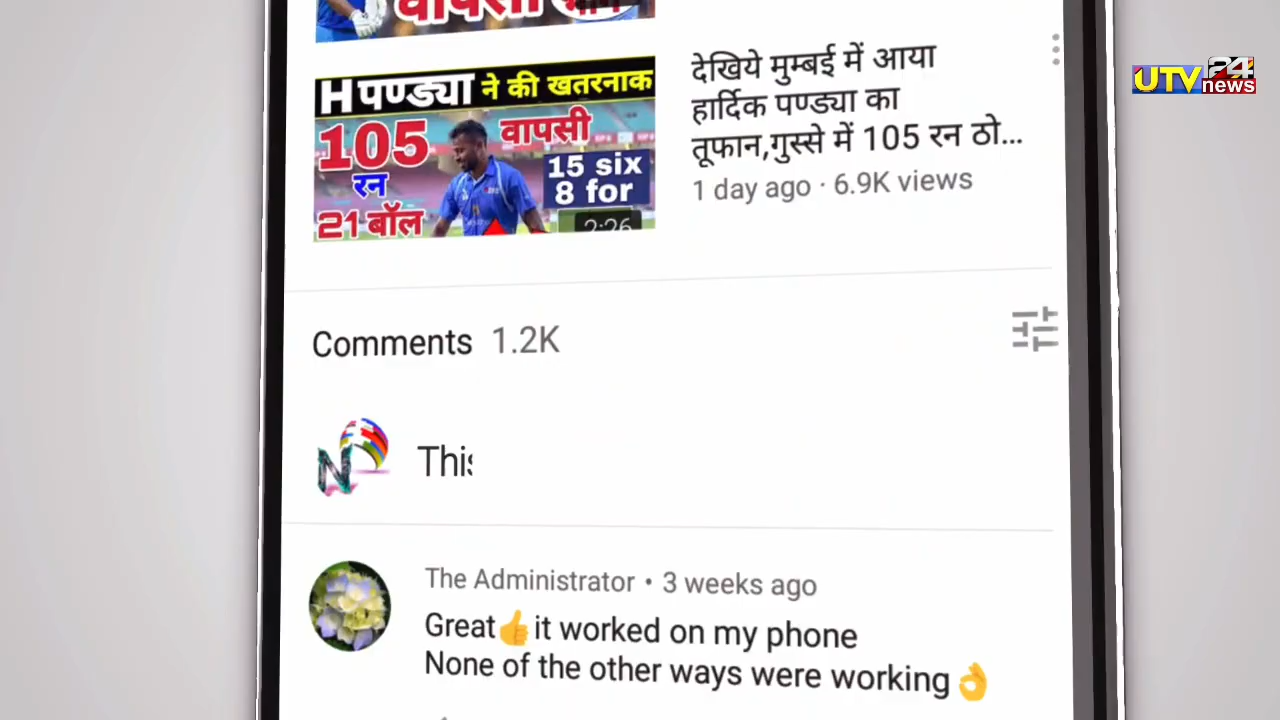 वापसी
H पण्ड्या ने की खतरनाक
105
रन
21 बॉल
वापसी
15 six
8 for
2:26
देखिये मुम्बई में आया
हार्दिक पण्ड्या का
तूफान,गुस्से में 105 रन ठो...
1 day ago · 6.9K views
UTV 24
news
Comments 1.2K
N
This
The Administrator • 3 weeks ago
Great👍it worked on my phone
None of the other ways were working👌